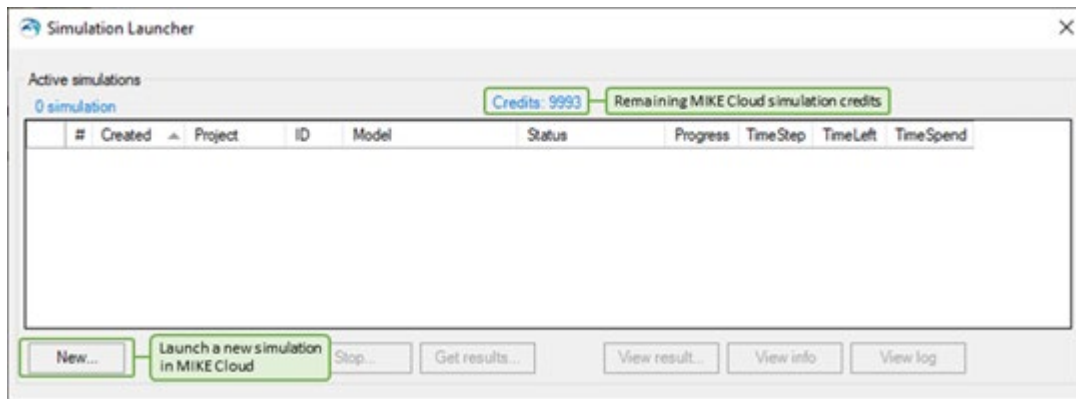 Simulation Launcher
Active simulations
0 simulation
Credits: 9993
Remaining MIKE Cloud simulation credits
# Created Project ID Model Status Progress TimeStep TimeLeft TimeSpend
New...
Launch a new simulation
in MIKE Cloud
Stop...
Get results...
View result...
View info
View log